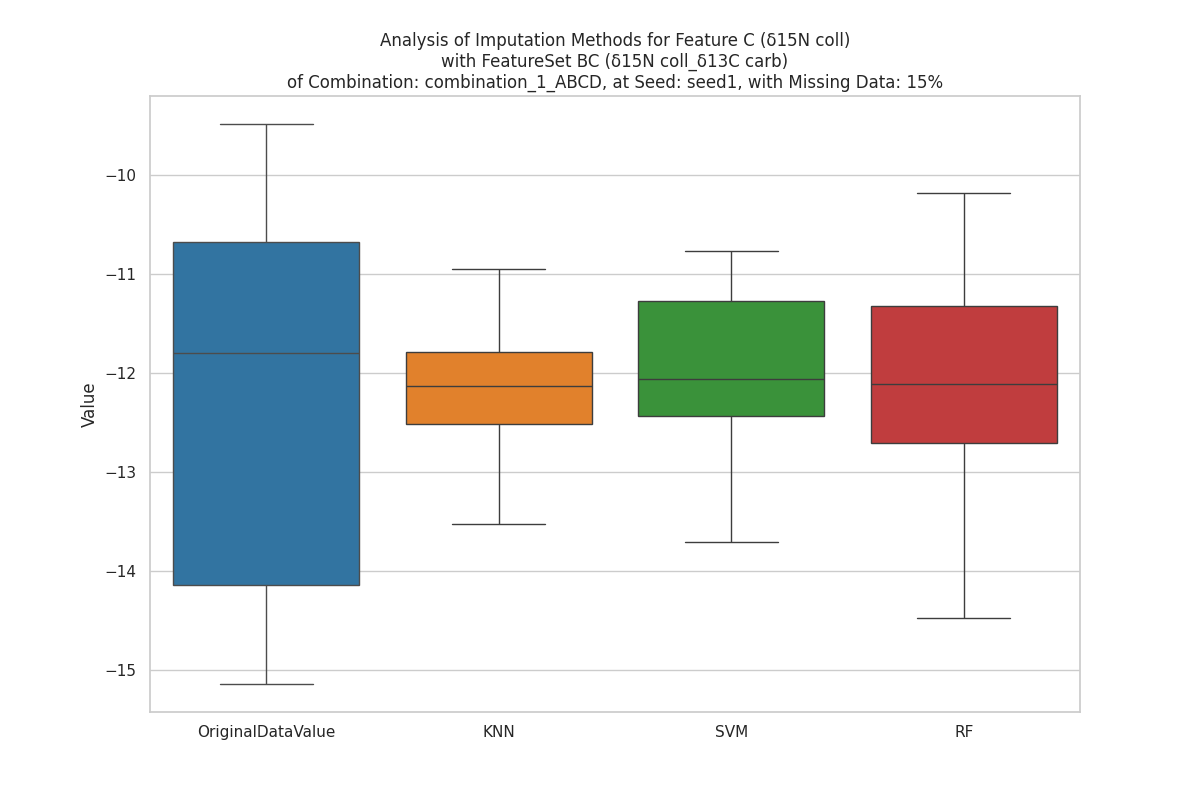 Analysis of Imputation Methods for Feature C (δ15N coll)
with FeatureSet BC (δ15N coll_δ13C carb)
of Combination: combination_1_ABCD, at Seed: seed1, with Missing Data: 15%
Value
−10
−11
−12
−13
−14
−15
OriginalDataValue
KNN
SVM
RF